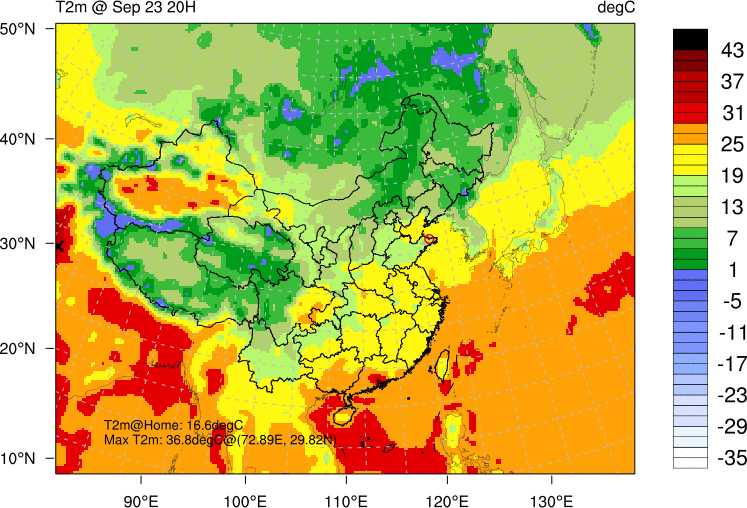 T2m @ Sep 23 20H degC
50°N
40°N
30°N
20°N
10°N
90°E 100°E 110°E 120°E 130°E
T2m@Home: 16.6degC
Max T2m: 36.8degC@(72.89E, 29.82N)
43
37
31
25
19
13
7
1
-5
-11
-17
-23
-29
-35